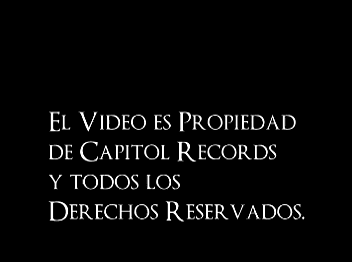 El Video es Propiedad
de Capitol Records
y todos los
Derechos Reservados.